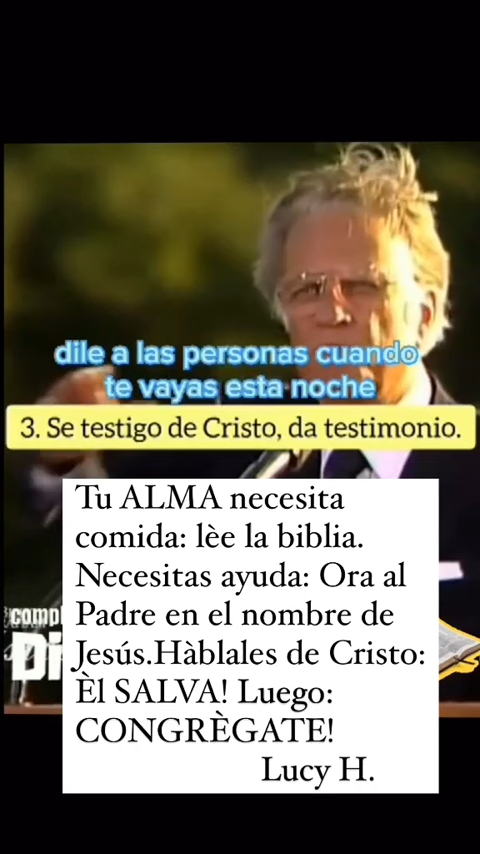 dile a las personas cuando
te vayas esta noche
3. Se testigo de Cristo, da testimonio.
Tu ALMA necesita
comida: lèe la biblia.
Necesitas ayuda: Ora al
Padre en el nombre de
Jesús.Hàblales de Cristo:
Èl SALVA! Luego:
CONGRÈGATE!
Lucy H.